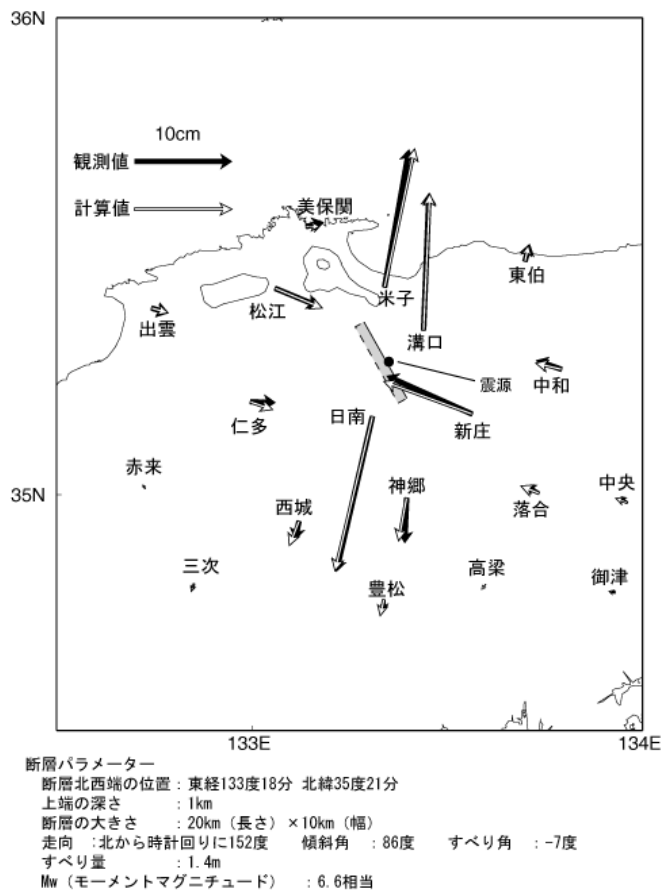 36N
10cm
観測値
計算値
美保関
東伯
米子
松江
出雲
溝口
震源
中和
日南
新庄
仁多
赤来
35N
神郷
中央
西城
落合
三次
高梁
御津
豊松
133E
134E
断層パラメーター
断層北西端の位置：東経133度18分 北緯35度21分
上端の深さ ：1km
断層の大きさ ：20km（長さ）×10km（幅）
走向 :北から時計回りに152度 傾斜角 ：86度 すべり角 ：-7度
すべり量 ：1.4m
Mw（モーメントマグニチュード） ：6.6相当